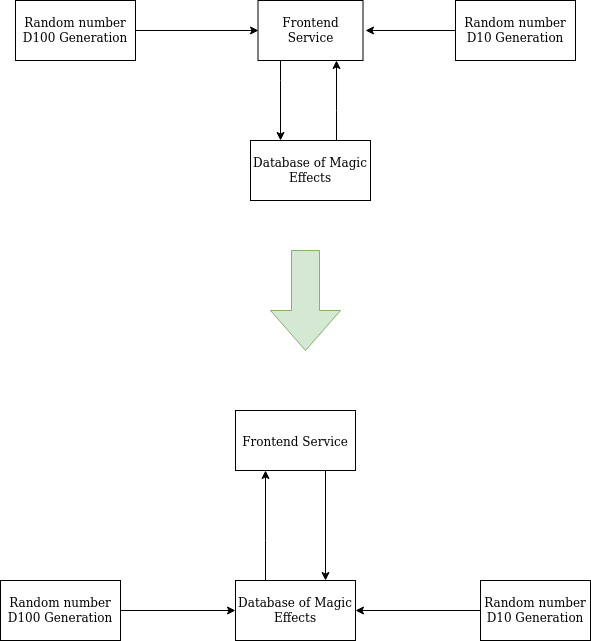 Random number
D100 Generation
Frontend
Service
Random number
D10 Generation
Database of Magic
Effects
Frontend Service
Random number
D100 Generation
Database of Magic
Effects
Random number
D10 Generation